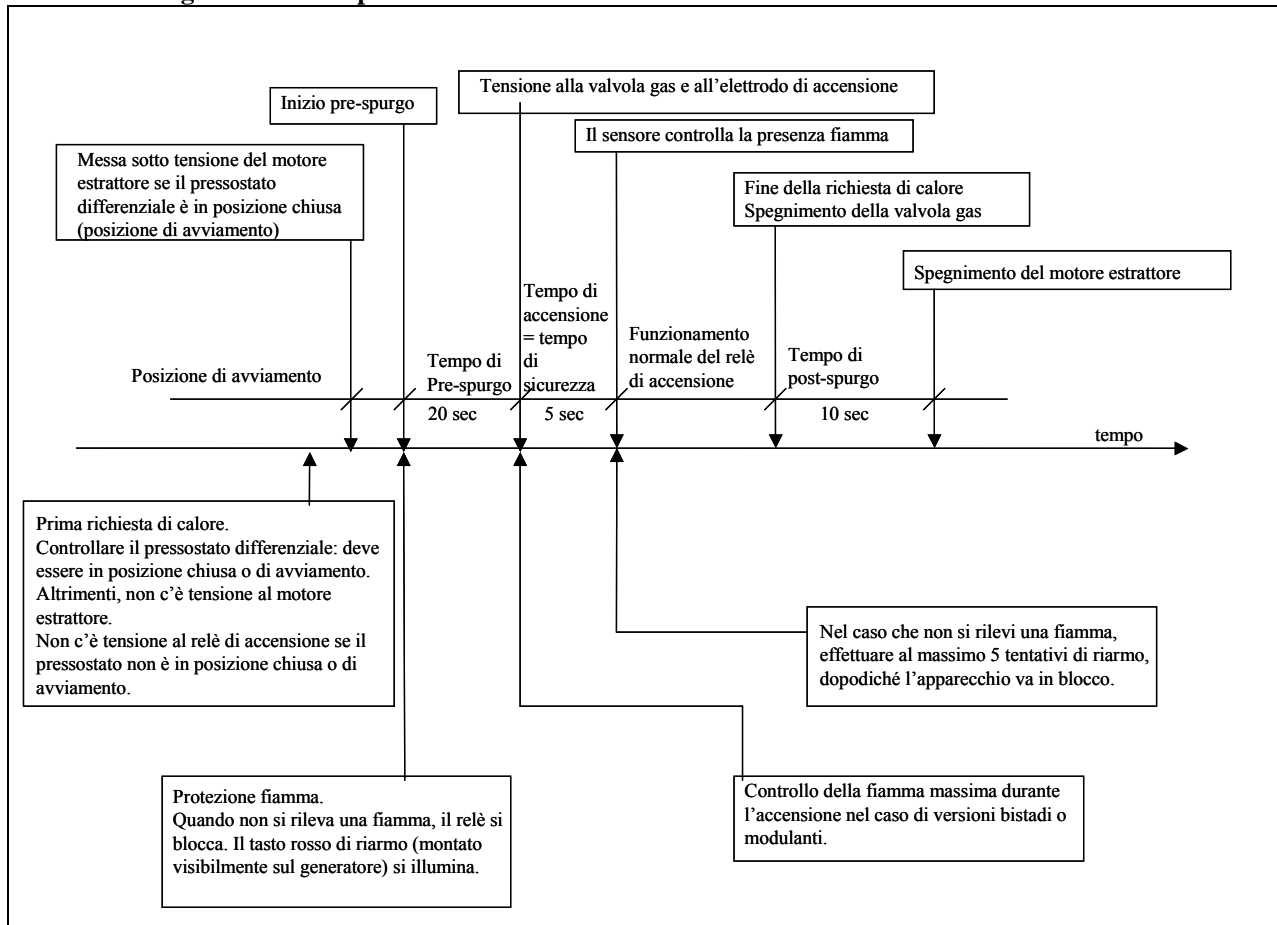 Inizio pre-spurgo
Tensione alla valvola gas e all'elettrodo di accensione
Il sensore controlla la presenza fiamma
Messa sotto tensione del motore
estrattore se il pressostato
differenziale è in posizione chiusa
(posizione di avviamento)
Fine della richiesta di calore
Spegnimento della valvola gas
Spegnimento del motore estrattore
Posizione di avviamento
Tempo di
Pre-spurgo
20 sec
Tempo di
accensione
= tempo
di
sicurezza
5 sec
Funzionamento
normale del relè
di accensione
Tempo di
post-spurgo
10 sec
tempo
Prima richiesta di calore.
Controllare il pressostato differenziale: deve
essere in posizione chiusa o di avviamento.
Altrimenti, non c'è tensione al motore
estrattore.
Non c'è tensione al relè di accensione se il
pressostato non è in posizione chiusa o di
avviamento.
Nel caso che non si rilevi una fiamma,
effettuare al massimo 5 tentativi di riarmo,
dopodiché l'apparecchio va in blocco.
Protezione fiamma.
Quando non si rileva una fiamma, il relè si
blocca. Il tasto rosso di riarmo (montato
visibilmente sul generatore) si illumina.
Controllo della fiamma massima durante
l'accensione nel caso di versioni bistadi o
modulanti.